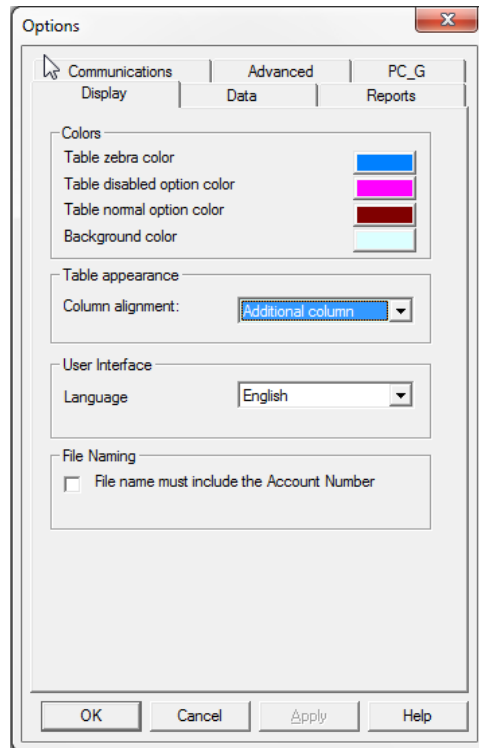 Options
Communications Advanced PC_G
Display Data Reports
Colors
Table zebra color
Table disabled option color
Table normal option color
Background color
Table appearance
Column alignment: Additional column
User Interface
Language English
File Naming
File name must include the Account Number
OK Cancel Apply Help